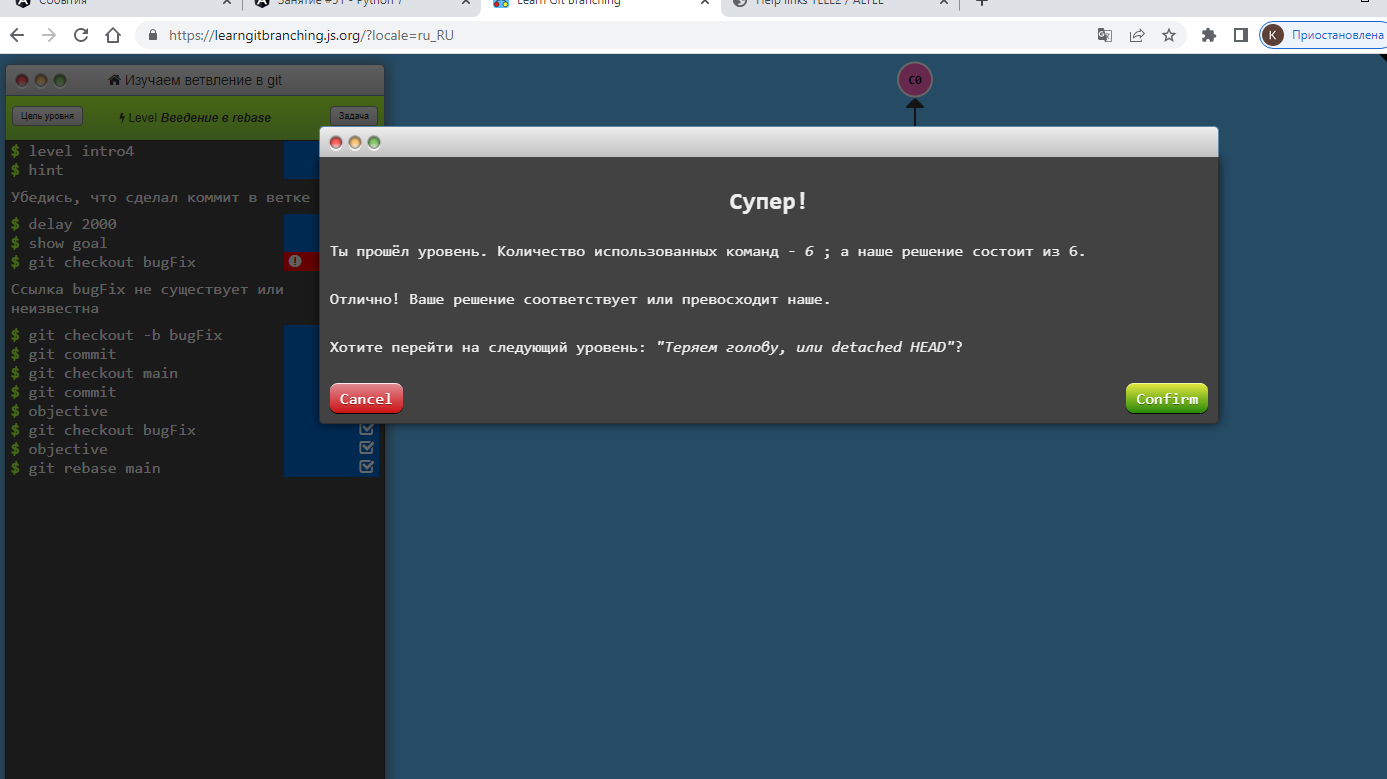 События
Занятие #51 - Python 7
Learn Git Branching
Help links TELE2 / ALTEL
https://learngitbranching.js.org/?locale=ru_RU
K
Приостановлена
Изучаем ветвление в git
Цель уровня
Level Введение в rebase
Задача
$ level intro4
$ hint
Убедись, что сделал коммит в ветке
$ delay 2000
$ show goal
$ git checkout bugFix
Ссылка bugFix не существует или
неизвестна
$ git checkout -b bugFix
$ git commit
$ git checkout main
$ git commit
$ objective
$ git checkout bugFix
$ objective
$ git rebase main
C0
Супер!
Ты прошёл уровень. Количество использованных команд - 6 ; а наше решение состоит из 6.
Отлично! Ваше решение соответствует или превосходит наше.
Хотите перейти на следующий уровень: "Теряем голову, или detached HEAD"?
Cancel
Confirm